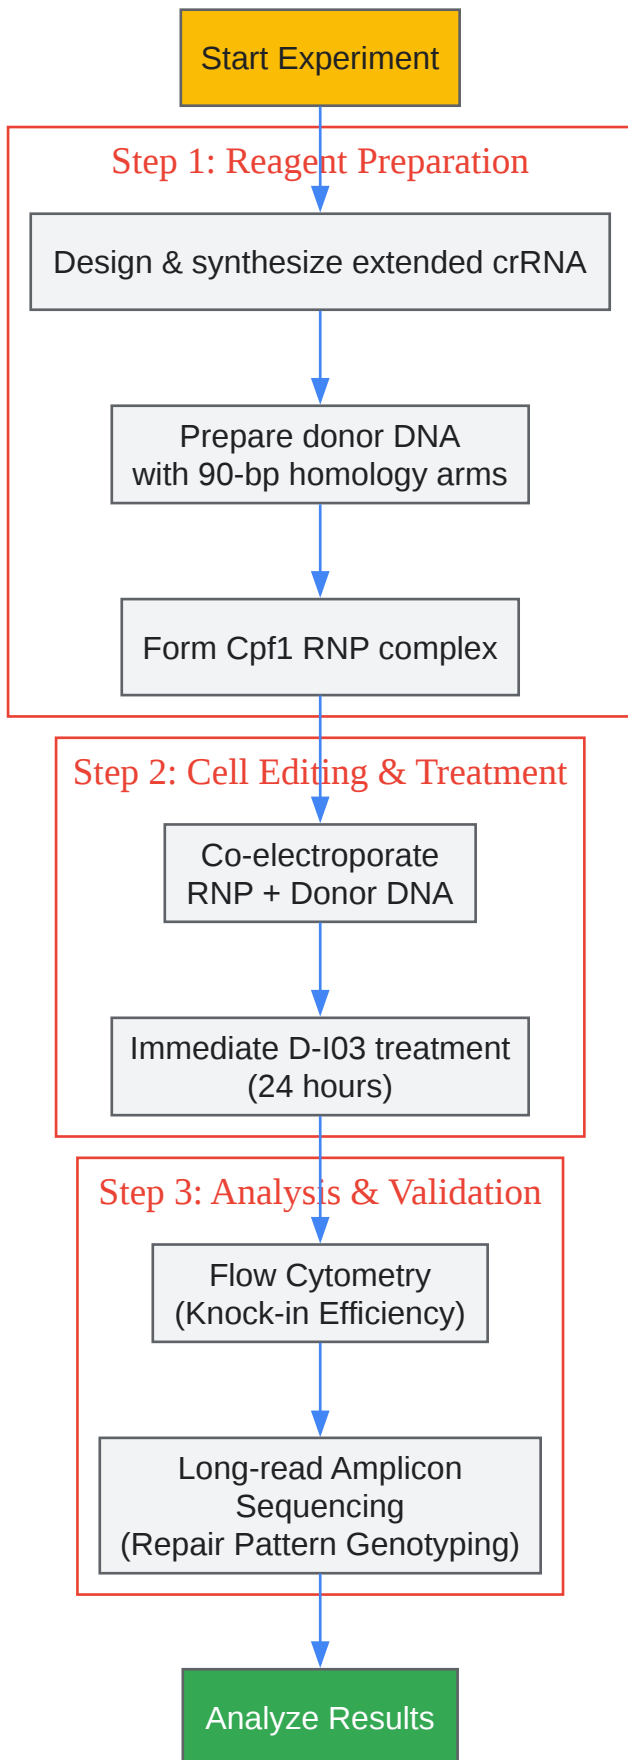 Start Experiment
Step 1: Reagent Preparation
Design & synthesize extended crRNA
Prepare donor DNA
with 90-bp homology arms
Form Cpf1 RNP complex
Step 2: Cell Editing & Treatment
Co-electroporate
RNP + Donor DNA
Immediate D-I03 treatment
(24 hours)
Step 3: Analysis & Validation
Flow Cytometry
(Knock-in Efficiency)
Long-read Amplicon
Sequencing
(Repair Pattern Genotyping)
Analyze Results